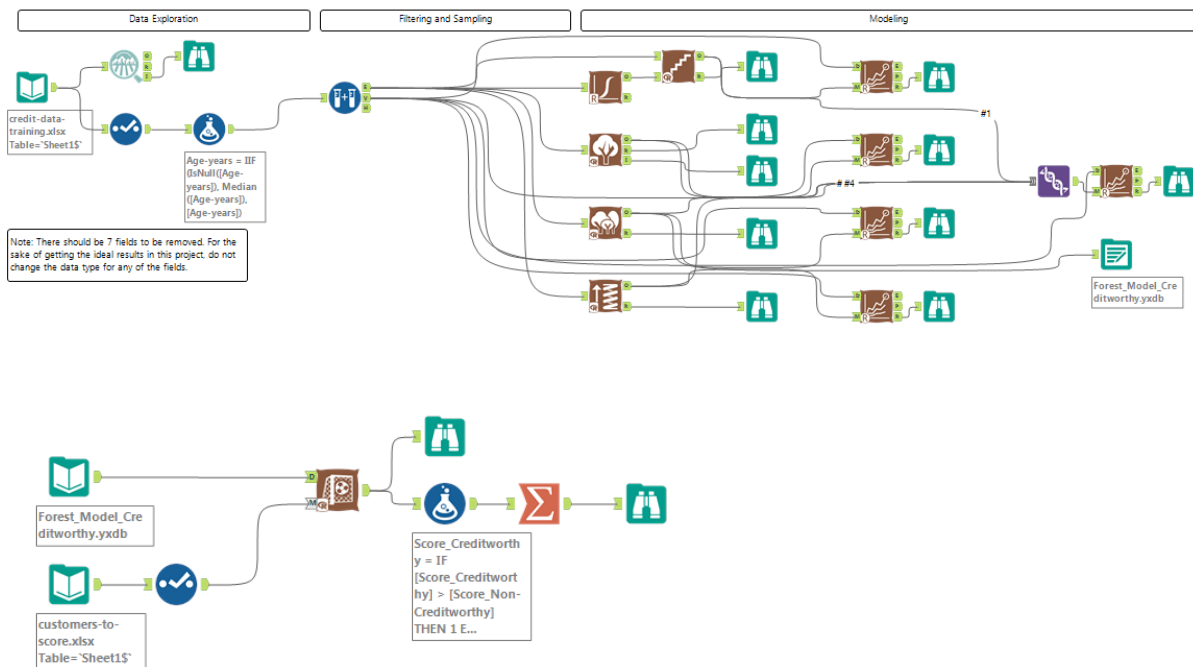 Data Exploration
Filtering and Sampling
Modeling
credit-data-
training.xlsx
Table=`Sheet1$`
Age-years = IIF
(IsNull([Age-
years]), Median
([Age-years]),
[Age-years])
Note: There should be 7 fields to be removed. For the
sake of getting the ideal results in this project, do not
change the data type for any of the fields.
#1
# #4
Forest_Model_Cre
ditworthy.yxdb
Forest_Model_Cre
ditworthy.yxdb
customers-to-
score.xlsx
Table=`Sheet1$`
Score_Creditworth
y = IF
[Score_Creditwort
hy] > [Score_Non-
Creditworthy]
THEN 1 E...